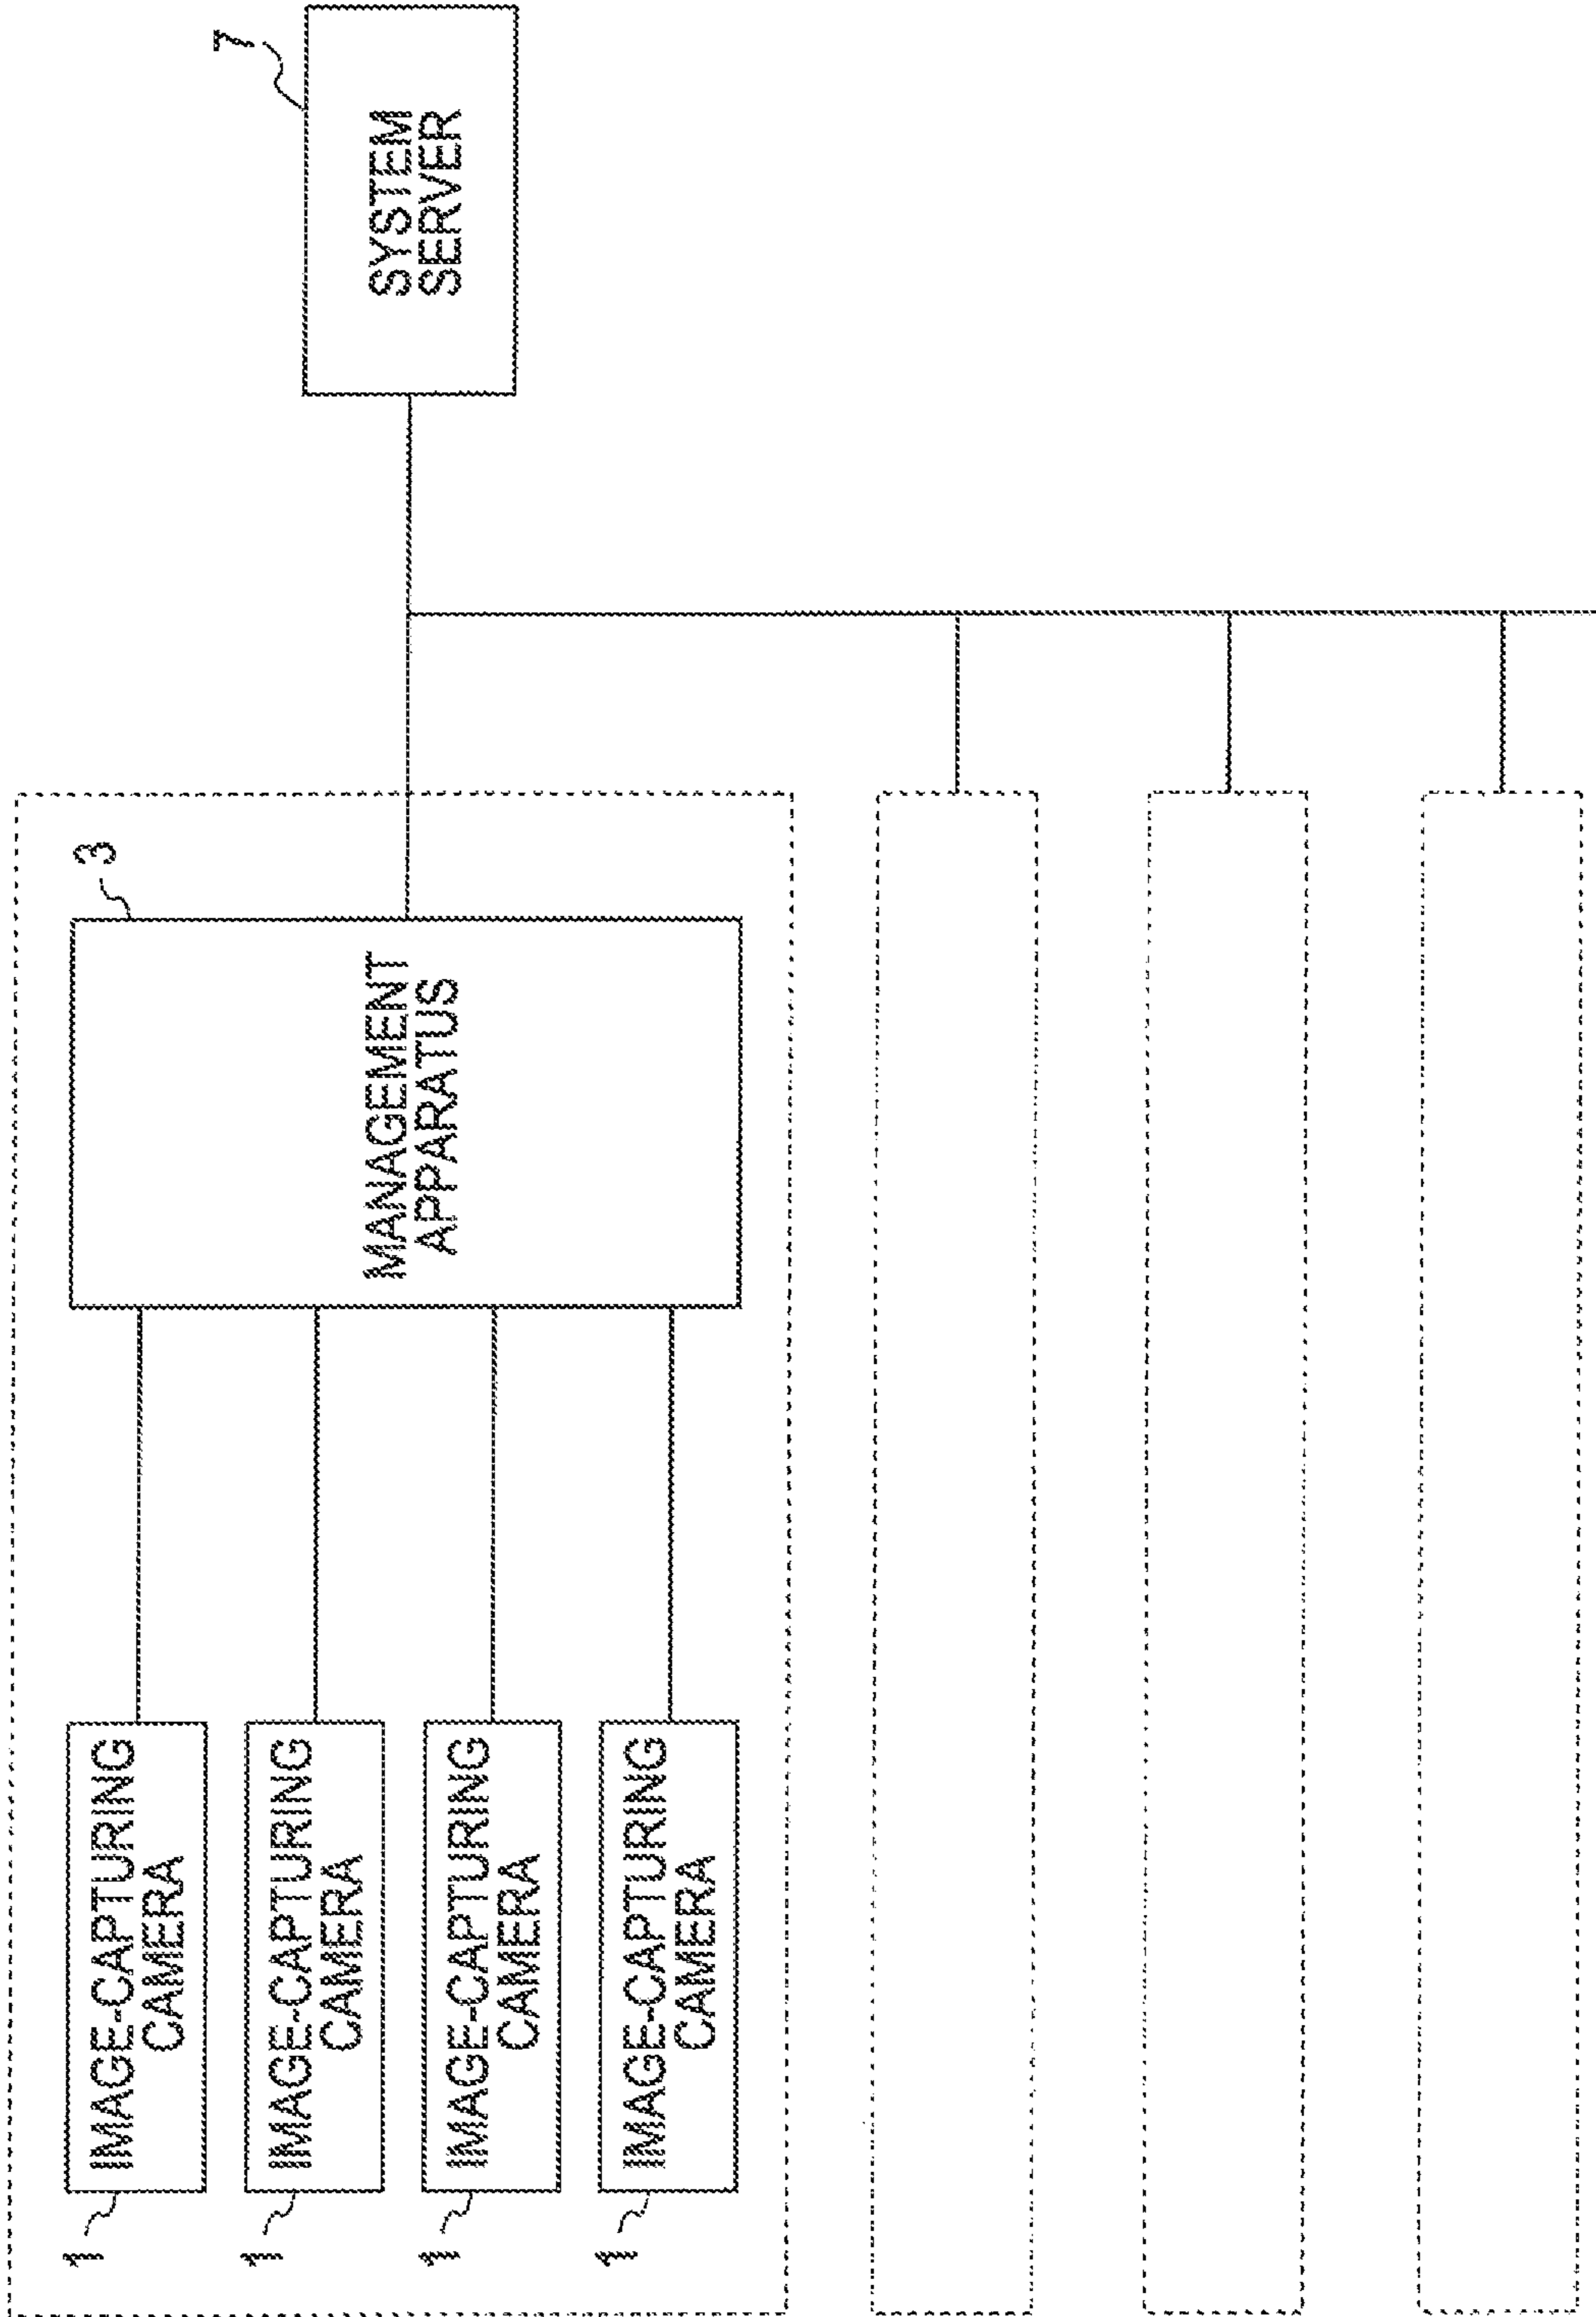 1
IMAGE-CAPTURING
CAMERA
1
IMAGE-CAPTURING
CAMERA
1
IMAGE-CAPTURING
CAMERA
1
IMAGE-CAPTURING
CAMERA
3
MANAGEMENT
APPARATUS
7
SYSTEM
SERVER